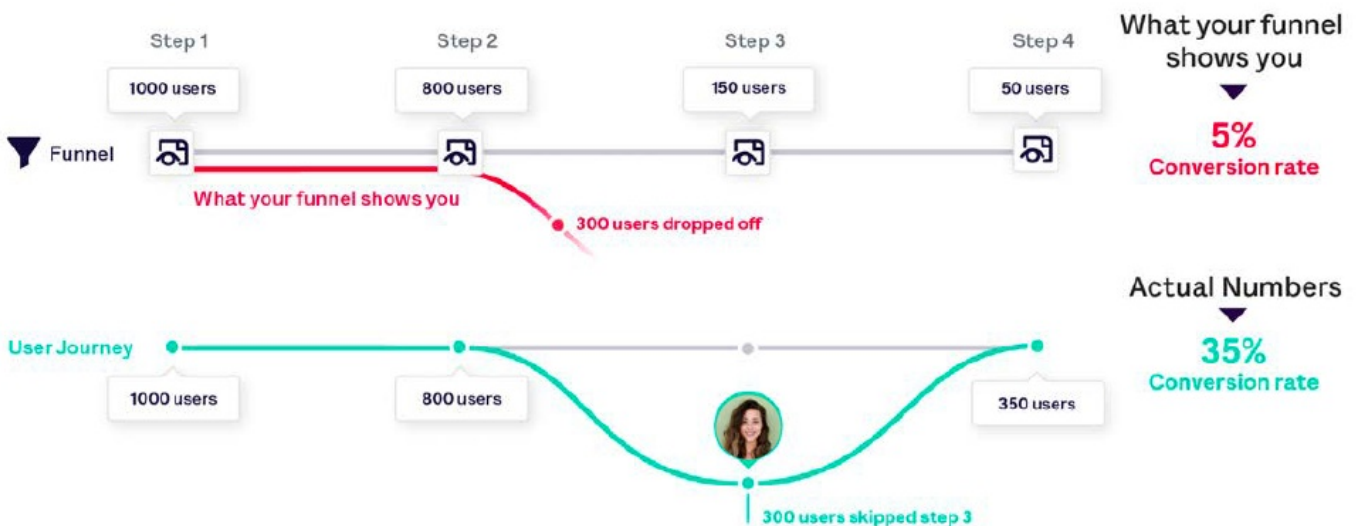 Step 1
Step 2
Step 3
Step 4
What your funnel
shows you
1000 users
800 users
150 users
50 users
Funnel
5%
Conversion rate
What your funnel shows you
300 users dropped off
Actual Numbers
User Journey
35%
Conversion rate
1000 users
800 users
350 users
300 users skipped step 3